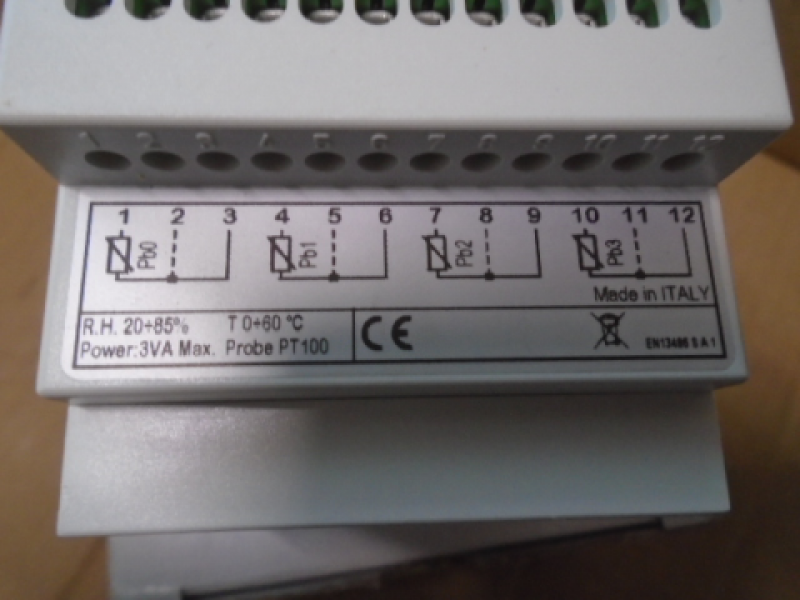 1 2 3 4 5 6 7 8 9 10 11 12
1 2 3 4 5 6 7 8 9 10 11 12
Pb0 Pb1 Pb2 Pb3
Made in ITALY
R.H. 20÷85% T 0÷60 °C
Power:3VA Max. Probe PT100
CE
EN13486 S A 1